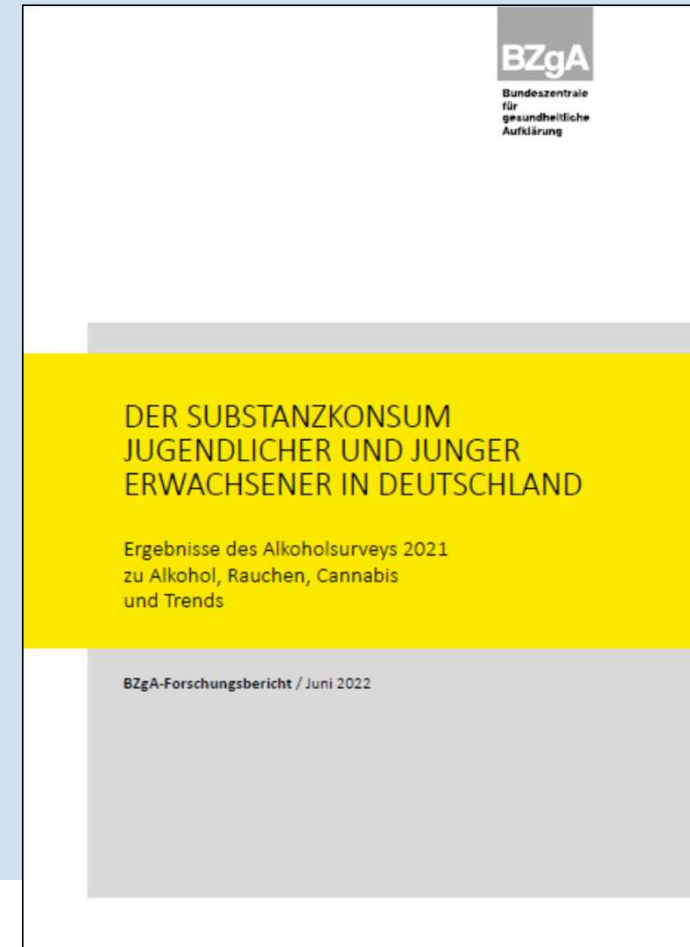 BZgA
Bundeszentrale
für
gesundheitliche
Aufklärung
DER SUBSTANZKONSUM
JUGENDLICHER UND JUNGER
ERWACHSENER IN DEUTSCHLAND
Ergebnisse des Alkoholsurveys 2021
zu Alkohol, Rauchen, Cannabis
und Trends
BZgA-Forschungsbericht / Juni 2022